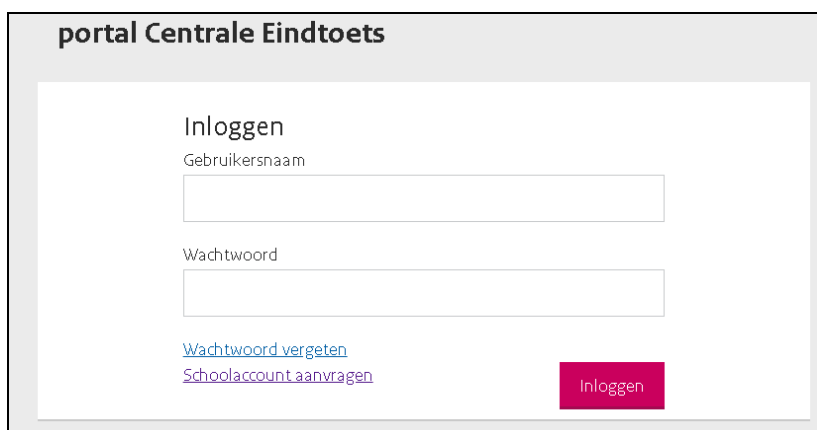 portal Centrale Eindtoets
Inloggen
Gebruikersnaam
Wachtwoord
Wachtwoord vergeten
Schoolaccount aanvragen
Inloggen